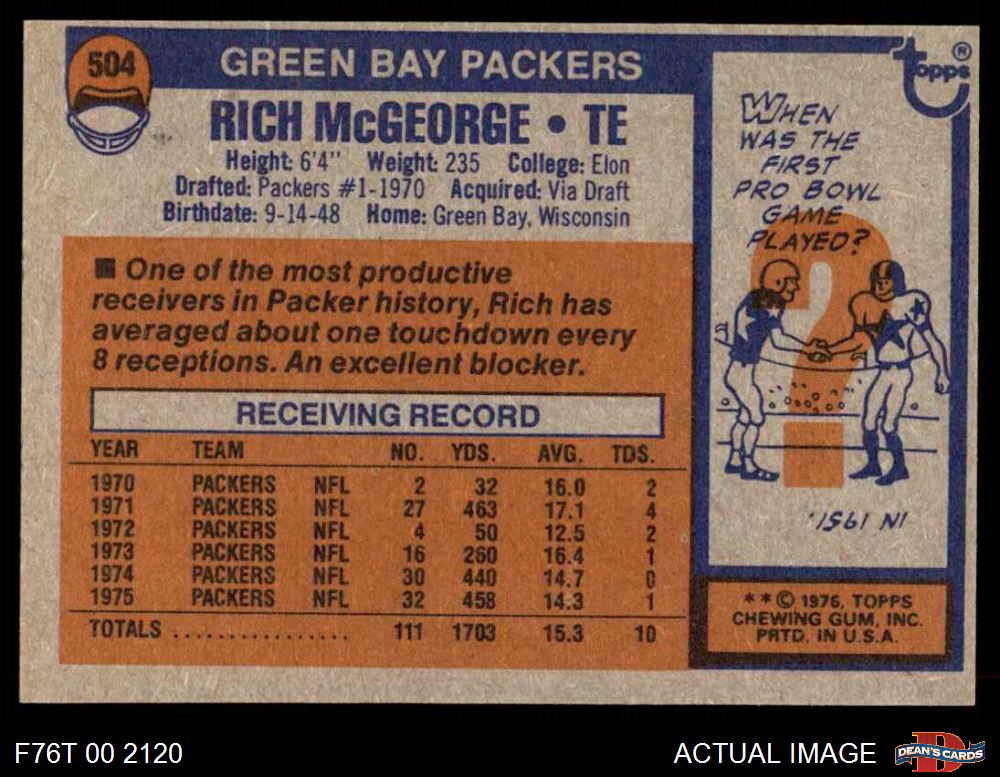 504
GREEN BAY PACKERS
RICH McGEORGE • TE
Height: 6'4" Weight: 235 College: Elon
Drafted: Packers #1-1970 Acquired: Via Draft
Birthdate: 9-14-48 Home: Green Bay, Wisconsin
■ One of the most productive
receivers in Packer history, Rich has
averaged about one touchdown every
8 receptions. An excellent blocker.
RECEIVING RECORD
YEAR TEAM NO. YDS. AVG. TDS.
1970 PACKERS NFL 2 32 16.0 2
1971 PACKERS NFL 27 463 17.1 4
1972 PACKERS NFL 4 50 12.5 2
1973 PACKERS NFL 16 260 16.4 1
1974 PACKERS NFL 30 440 14.7 0
1975 PACKERS NFL 32 458 14.3 1
TOTALS ................ 111 1703 15.3 10
topps ®
WHEN
WAS THE
FIRST
PRO BOWL
GAME
PLAYED?
?
IN 1951.
* * © 1976, TOPPS
CHEWING GUM, INC.
PRTD. IN U.S.A.
F76T 00 2120
ACTUAL IMAGE
D
DEAN'S CARDS